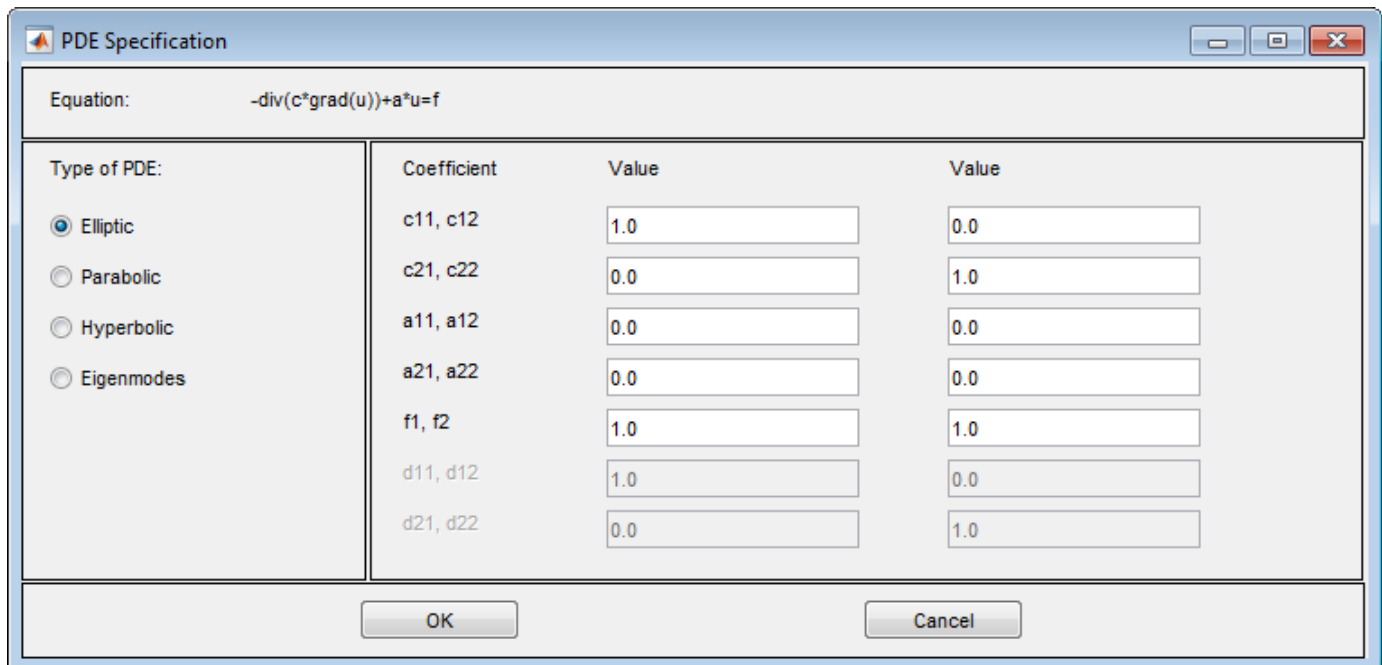 PDE Specification
Equation: -div(c*grad(u))+a*u=f
Type of PDE:
Elliptic
Parabolic
Hyperbolic
Eigenmodes
Coefficient Value Value
c11, c12 1.0 0.0
c21, c22 0.0 1.0
a11, a12 0.0 0.0
a21, a22 0.0 0.0
f1, f2 1.0 1.0
d11, d12 1.0 0.0
d21, d22 0.0 1.0
OK Cancel